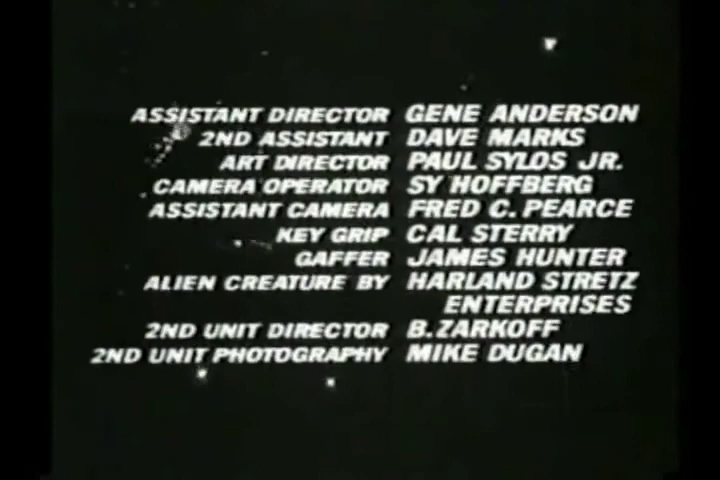 ASSISTANT DIRECTOR GENE ANDERSON
2ND ASSISTANT DAVE MARKS
ART DIRECTOR PAUL SYLOS JR.
CAMERA OPERATOR SY HOFFBERG
ASSISTANT CAMERA FRED C. PEARCE
KEY GRIP CAL STERRY
GAFFER JAMES HUNTER
ALIEN CREATURE BY HARLAND STRETZ
ENTERPRISES
2ND UNIT DIRECTOR B. ZARKOFF
2ND UNIT PHOTOGRAPHY MIKE DUGAN